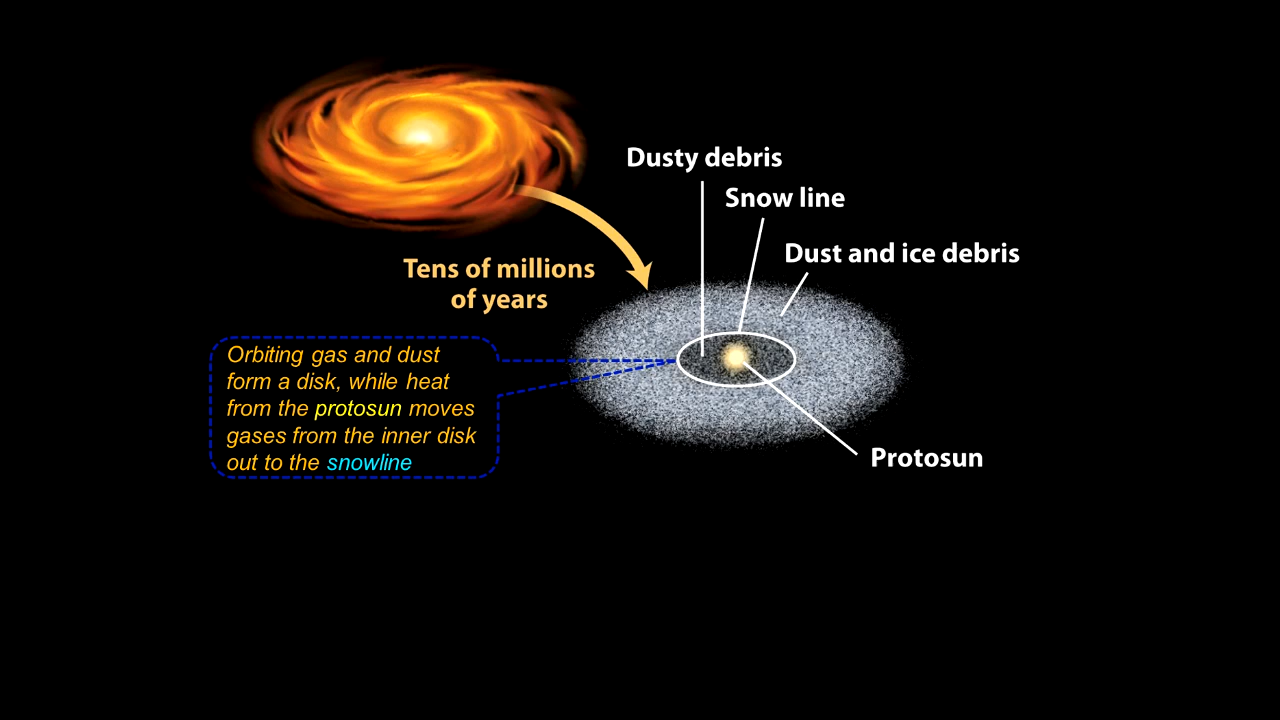 Dusty debris
Snow line
Dust and ice debris
Tens of millions
of years
Orbiting gas and dust
form a disk, while heat
from the protosun moves
gases from the inner disk
out to the snowline
Protosun